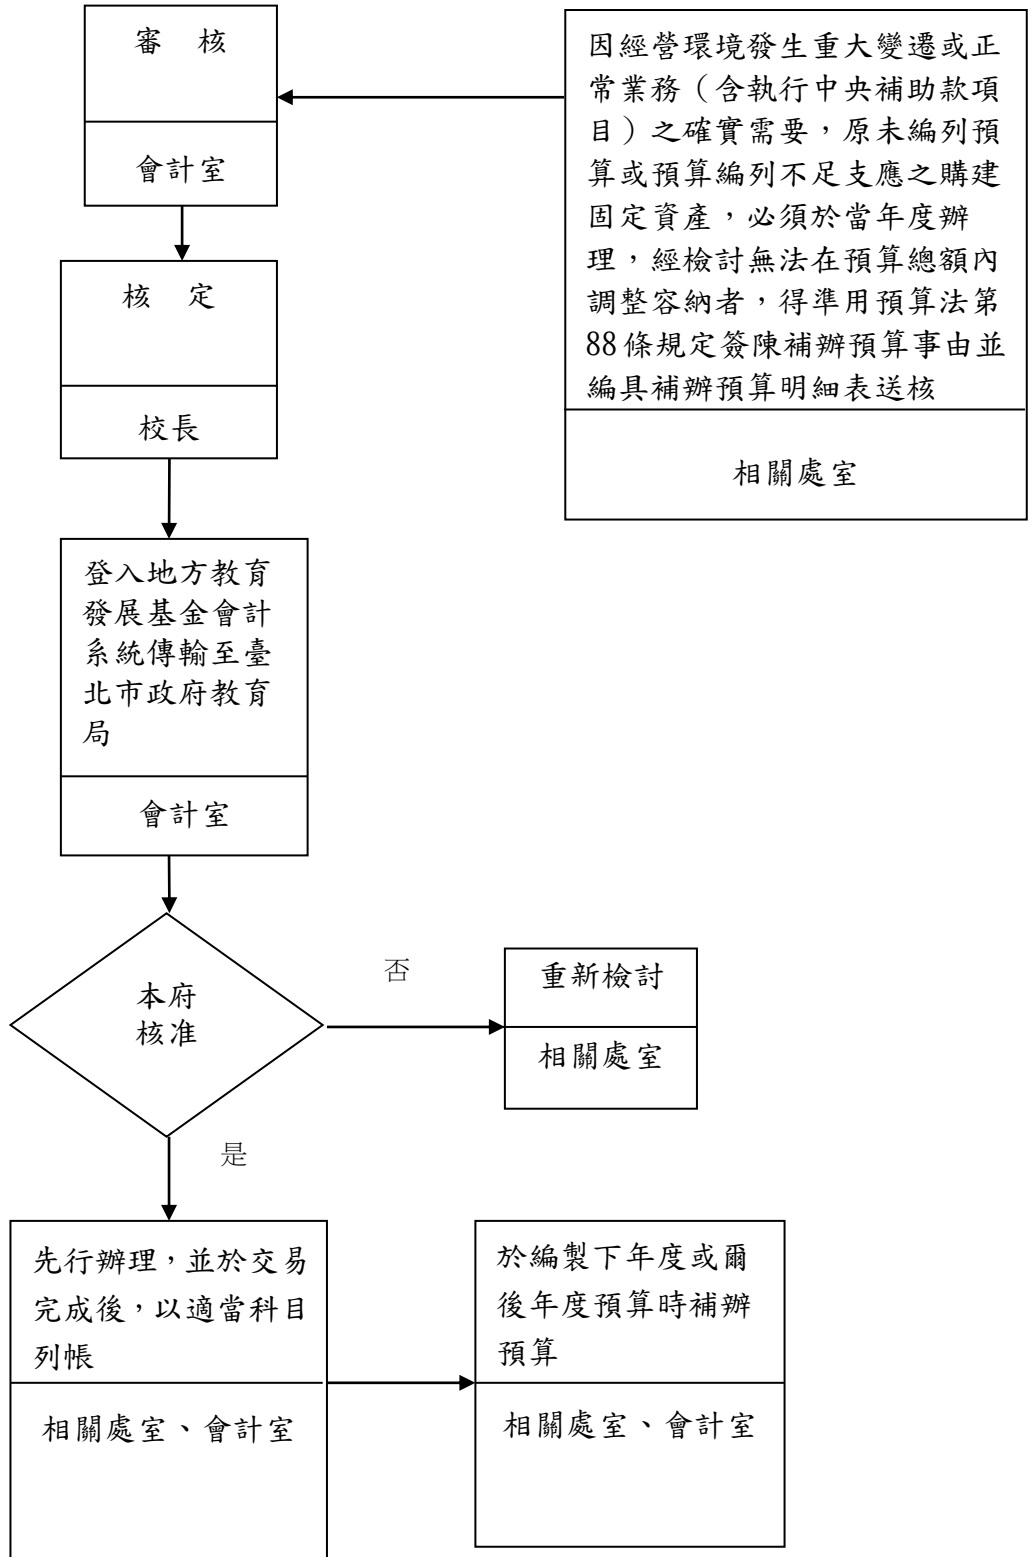 審　核
會計室
因經營環境發生重大變遷或正
常業務（含執行中央補助款項
目）之確實需要，原未編列預
算或預算編列不足支應之購建
固定資產，必須於當年度辦
理，經檢討無法在預算總額內
調整容納者，得準用預算法第
88條規定簽陳補辦預算事由並
編具補辦預算明細表送核
相關處室
核　定
校長
登入地方教育
發展基金會計
系統傳輸至臺
北市政府教育
局
會計室
本府
核准
否
重新檢討
相關處室
是
先行辦理，並於交易
完成後，以適當科目
列帳
相關處室、會計室
於編製下年度或爾
後年度預算時補辦
預算
相關處室、會計室